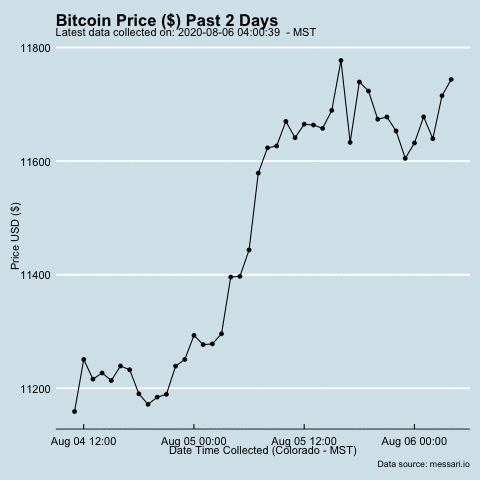 Bitcoin Price ($) Past 2 Days
Latest data collected on: 2020-08-06 04:00:39  - MST
11800
11600
11400
11200
Price USD ($)
Aug 04 12:00 Aug 05 00:00 Aug 05 12:00 Aug 06 00:00
Date Time Collected (Colorado - MST)
Data source: messari.io